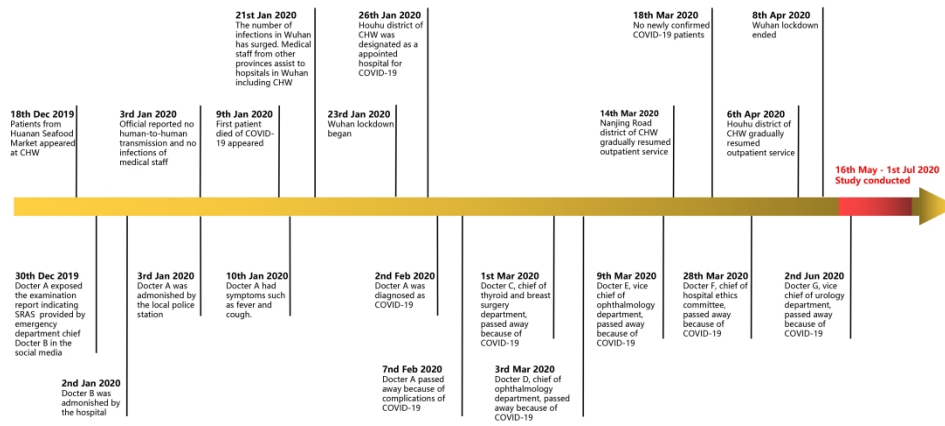 21st Jan 2020
The number of
infections in Wuhan
has surged. Medical
staff from other
provinces assist to
hopsitals in Wuhan
including CHW
26th Jan 2020
Houhu district of
CHW was
designated as a
appointed
hospital for
COVID-19
18th Mar 2020
No newly confirmed
COVID-19 patients
8th Apr 2020
Wuhan lockdown
ended
18th Dec 2019
Patients from
Huanan Seafood
Market appeared
at CHW
3rd Jan 2020
Official reported no
human-to-human
transmission and no
infections of
medical staff
9th Jan 2020
First patient
died of COVID-
19 appeared
23rd Jan 2020
Wuhan lockdown
began
14th Mar 2020
Nanjing Road
district of CHW
gradually resumed
outpatient service
6th Apr 2020
Houhu district of
CHW gradually
resumed
outpatient service
16th May - 1st Jul 2020
Study conducted
30th Dec 2019
Docter A exposed
the examination
report indicating
SRAS provided by
emergency
department chief
Docter B in the
social media
3rd Jan 2020
Docter A was
admonished by
the local police
station
10th Jan 2020
Docter A had
symptoms such
as fever and
cough.
2nd Feb 2020
Docter A was
diagnosed as
COVID-19
1st Mar 2020
Docter C, chief of
thyroid and breast
surgery
department,
passed away
because of
COVID-19
9th Mar 2020
Docter E, vice
chief of
ophthalmology
department,
passed away
because of
COVID-19
28th Mar 2020
Docter F, chief of
hospital ethics
committee,
passed away
because of
COVID-19
2nd Jun 2020
Docter G, vice
chief of urology
department,
passed away
because of
COVID-19
2nd Jan 2020
Docter B was
admonished by
the hospital
7nd Feb 2020
Docter A passed
away because of
complications of
COVID-19
3rd Mar 2020
Docter D, chief of
ophthalmology
department, passed
away because of
COVID-19